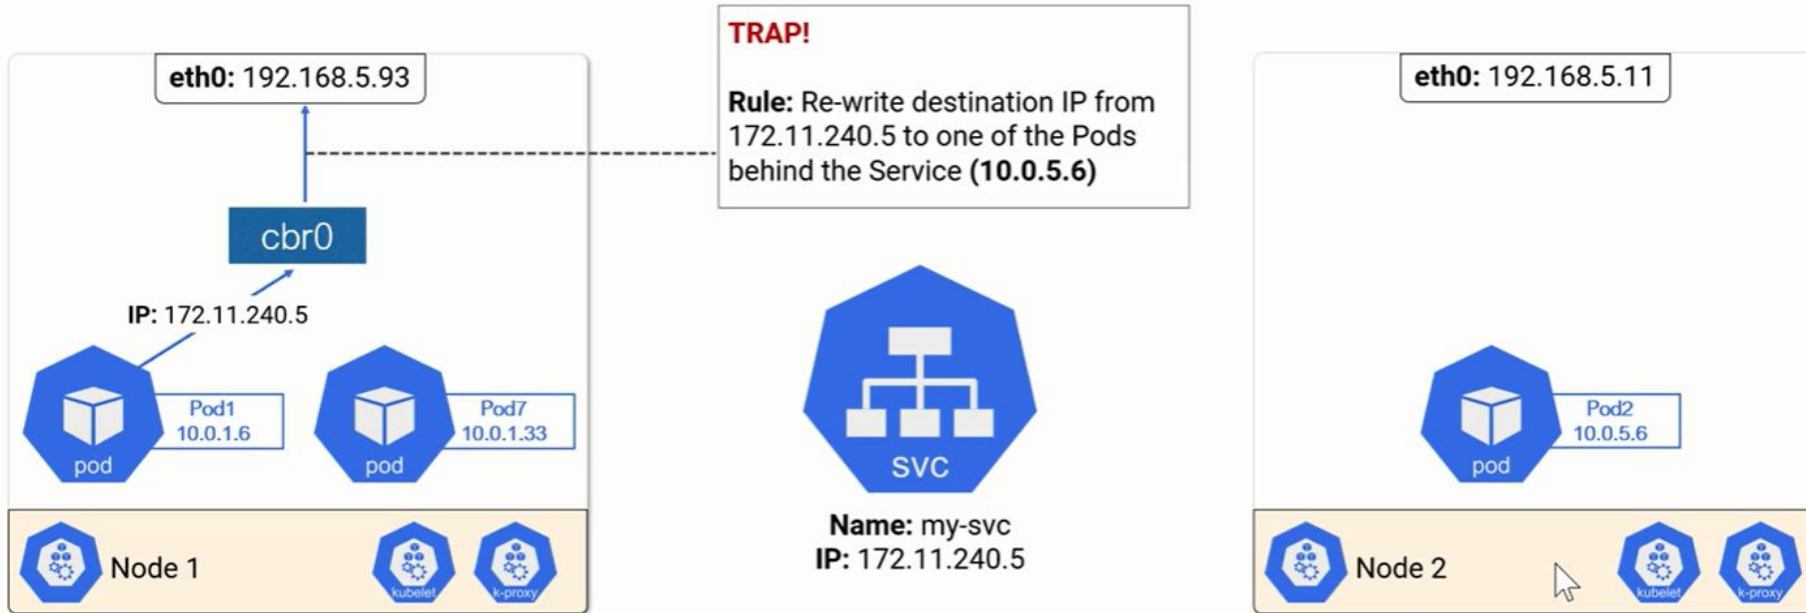 eth0: 192.168.5.93
TRAP!
Rule: Re-write destination IP from
172.11.240.5 to one of the Pods
behind the Service (10.0.5.6)
eth0: 192.168.5.11
cbr0
IP: 172.11.240.5
Pod1
10.0.1.6
pod
Pod7
10.0.1.33
pod
svc
Name: my-svc
IP: 172.11.240.5
Pod2
10.0.5.6
pod
Node 1
kubelet
k-proxy
Node 2
kubelet
k-proxy